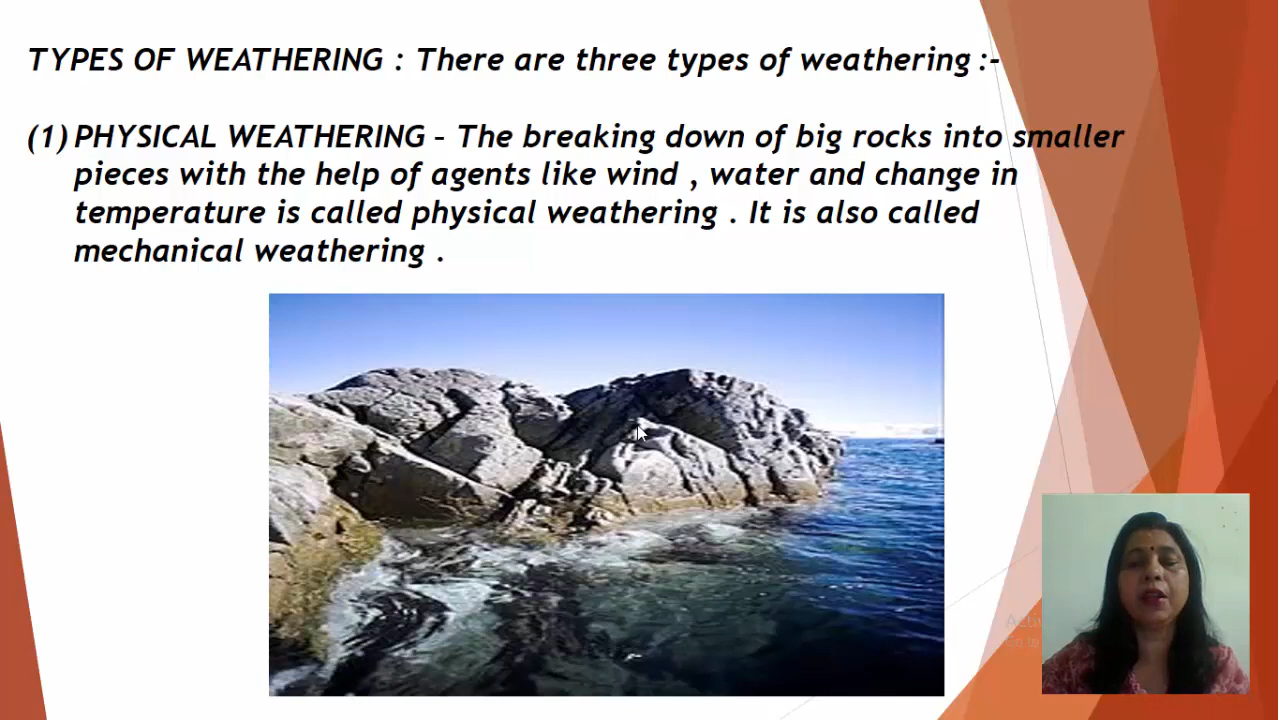 TYPES OF WEATHERING : There are three types of weathering :-
(1) PHYSICAL WEATHERING – The breaking down of big rocks into smaller
pieces with the help of agents like wind , water and change in
temperature is called physical weathering . It is also called
mechanical weathering .
Go to